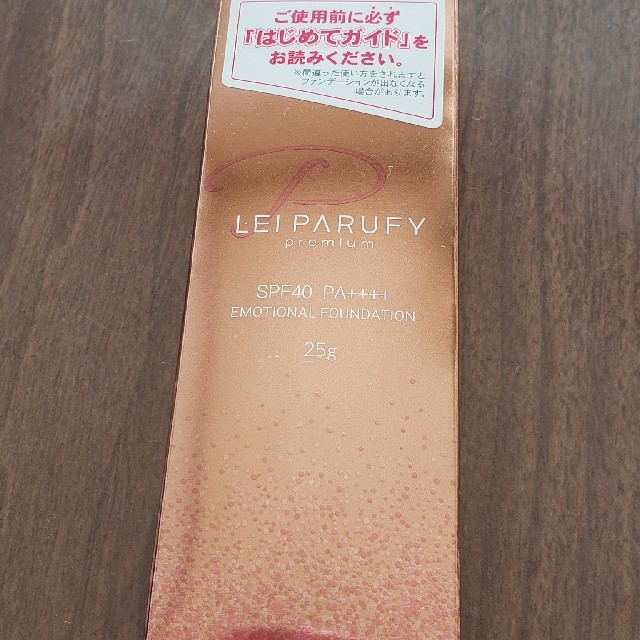 ご使用前に必ず
「はじめてガイド」を
お読みください。
※間違った使い方をされますと
ファンデーションが出なくなる
場合があります。
P
LEI PARUFY
premium
SPF40 PA++++
EMOTIONAL FOUNDATION
25g